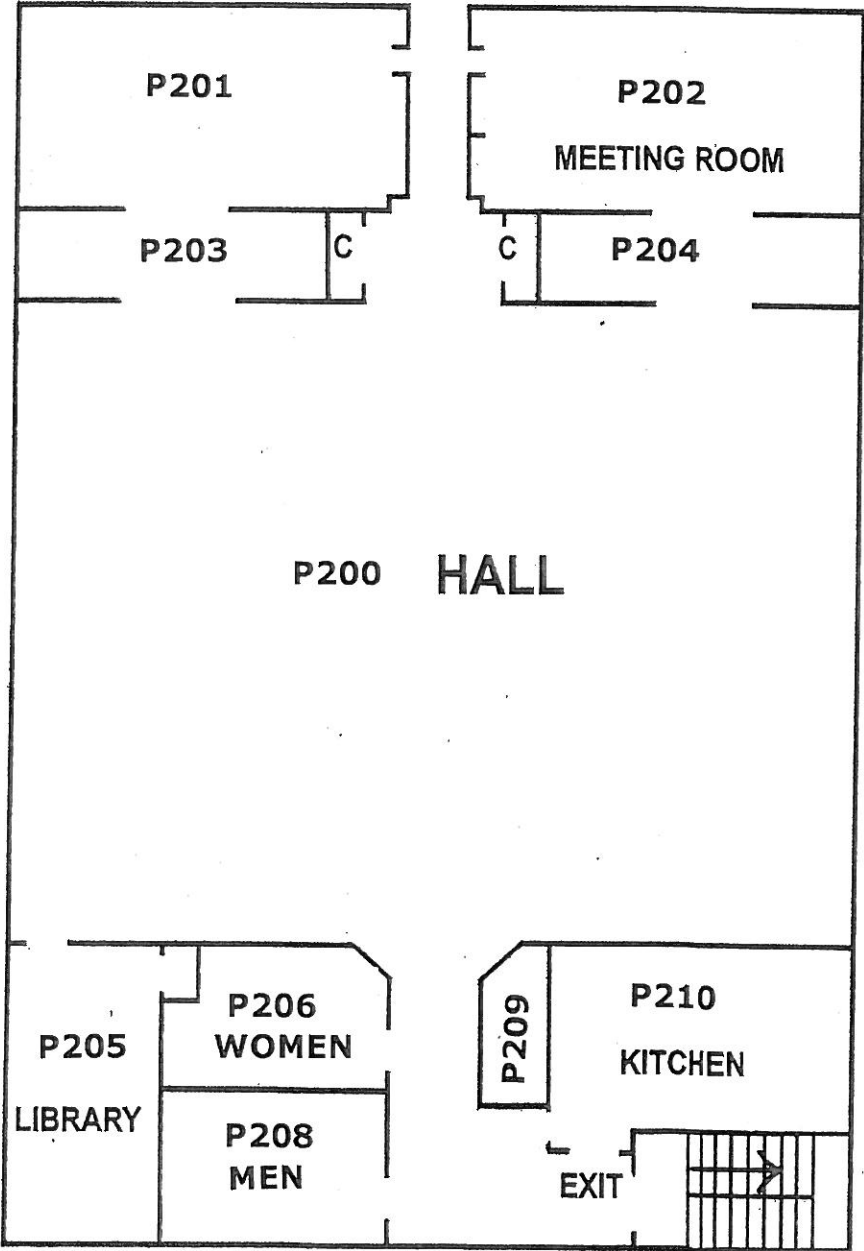 P201
P202
MEETING ROOM
P203
C
C
P204
P200 HALL
P205
LIBRARY
P206
WOMEN
P208
MEN
P209
P210
KITCHEN
EXIT